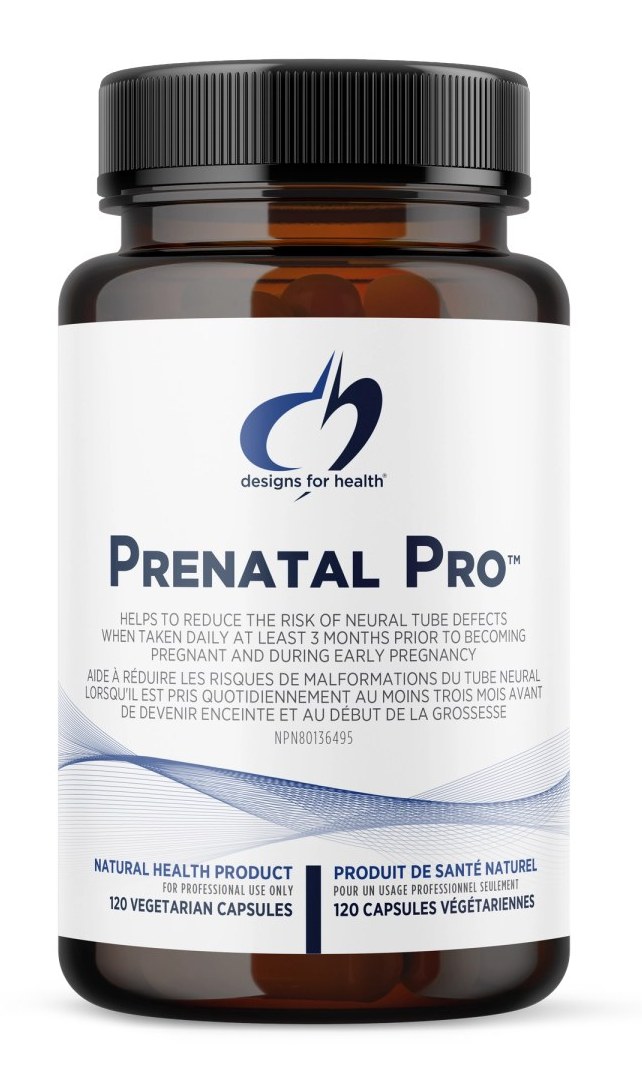 designs for health®
PRENATAL PRO™
HELPS TO REDUCE THE RISK OF NEURAL TUBE DEFECTS
WHEN TAKEN DAILY AT LEAST 3 MONTHS PRIOR TO BECOMING
PREGNANT AND DURING EARLY PREGNANCY
AIDE À RÉDUIRE LES RISQUES DE MALFORMATIONS DU TUBE NEURAL
LORSQU'IL EST PRIS QUOTIDIENNEMENT AU MOINS TROIS MOIS AVANT
DE DEVENIR ENCEINTE ET AU DÉBUT DE LA GROSSESSE
NPN80136495
NATURAL HEALTH PRODUCT
FOR PROFESSIONAL USE ONLY
120 VEGETARIAN CAPSULES
PRODUIT DE SANTÉ NATUREL
POUR UN USAGE PROFESSIONNEL SEULEMENT
120 CAPSULES VÉGÉTARIENNES